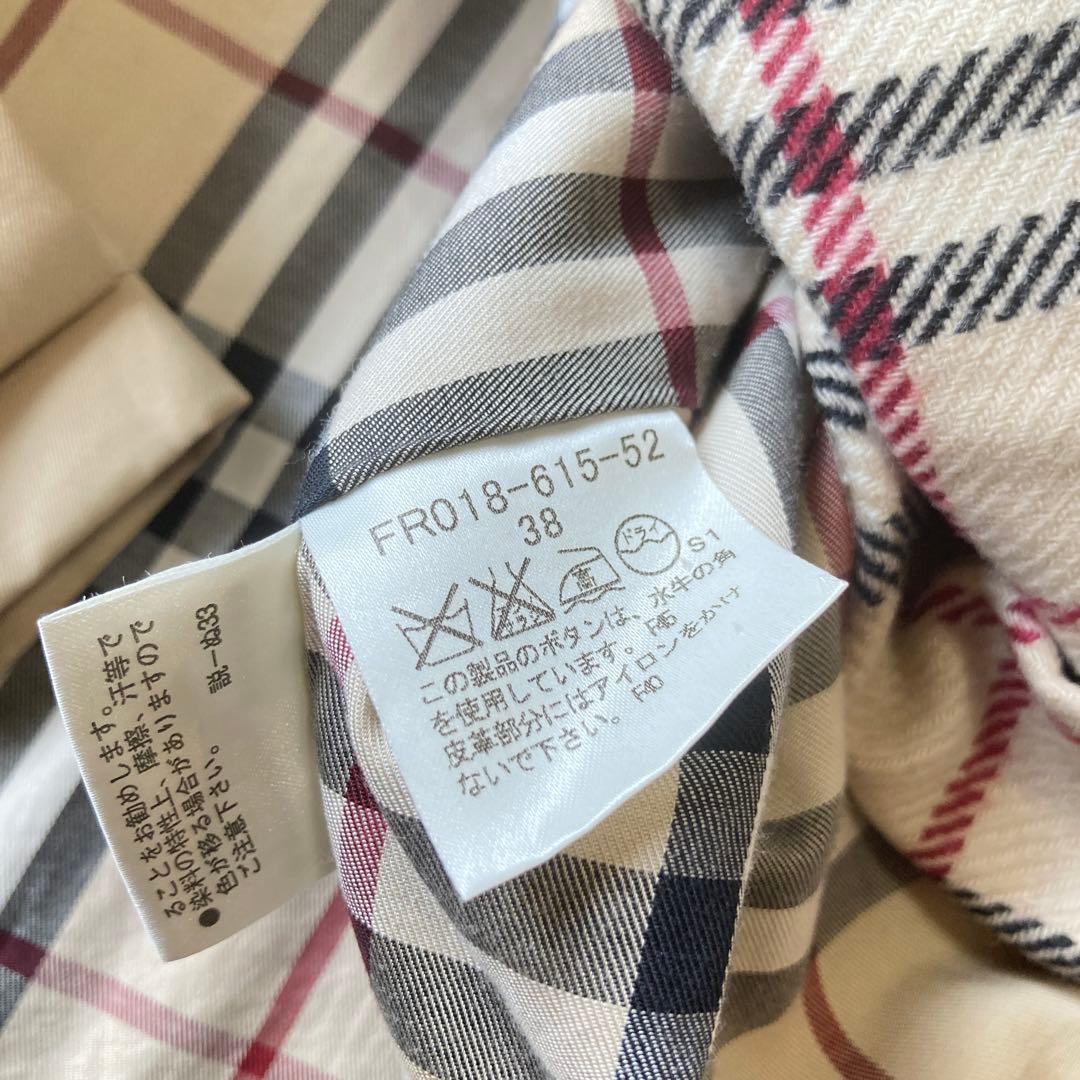 FR018-615-52
38
高
ドライ
S1
この製品のボタンは、水牛の角
を使用しています。 F85
皮革部分にはアイロンをかけ
ないで下さい。 F40
ることをお勧めします。汗等で
染料の特性上、摩擦、
色が移る場合がありますので
ご注意下さい。
説ーぬ33